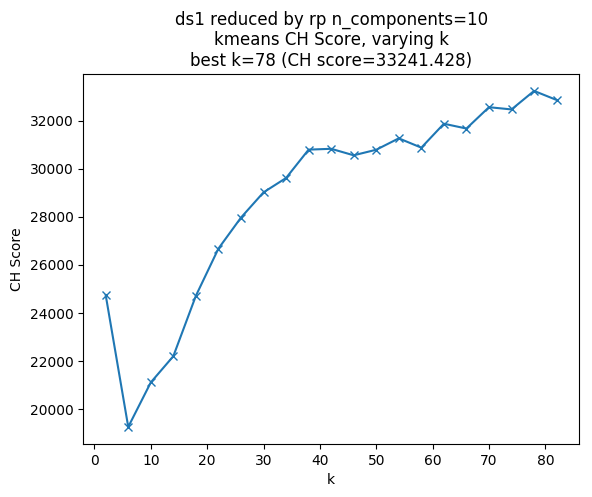 ds1 reduced by rp n_components=10
kmeans CH Score, varying k
best k=78 (CH score=33241.428)
CH Score
32000
30000
28000
26000
24000
22000
20000
0 10 20 30 40 50 60 70 80
k